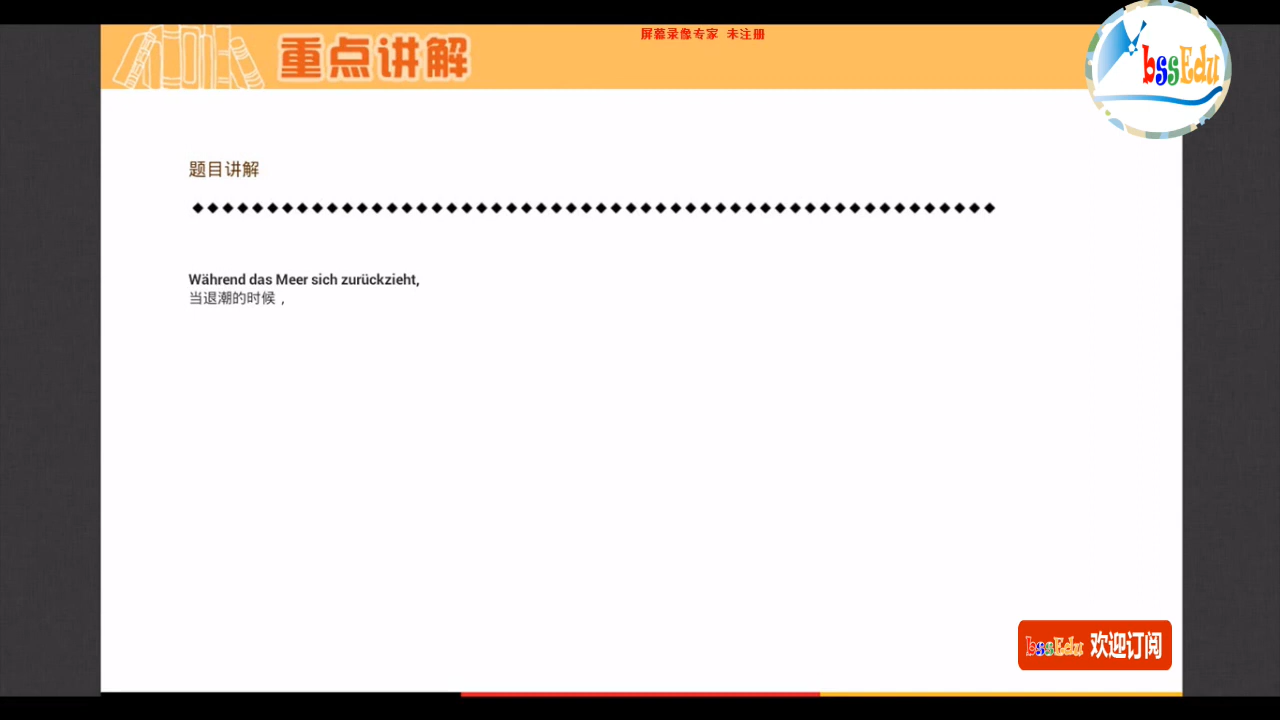 屏幕录像专家 未注册
重点讲解
bssEdu
题目讲解
Während das Meer sich zurückzieht,
当退潮的时候，
bssEdu 欢迎订阅